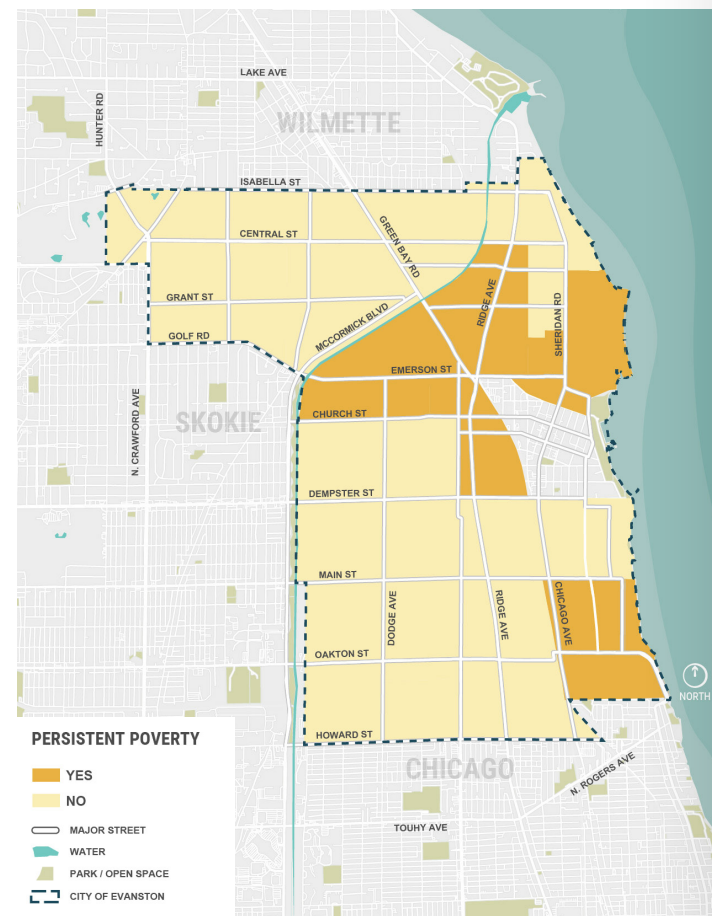 LAKE AVE
HUNTER RD
WILMETTE
ISABELLA ST
CENTRAL ST
GREEN BAY RD
GRANT ST
RIDGE AVE
MCCORMICK BLVD
SHERIDAN RD
GOLF RD
EMERSON ST
N. CRAWFORD AVE
SKOKIE
CHURCH ST
DEMPSTER ST
MAIN ST
DODGE AVE
RIDGE AVE
CHICAGO AVE
OAKTON ST
NORTH
HOWARD ST
CHICAGO
N. ROGERS AVE
TOUHY AVE
PERSISTENT POVERTY
YES
NO
MAJOR STREET
WATER
PARK / OPEN SPACE
CITY OF EVANSTON